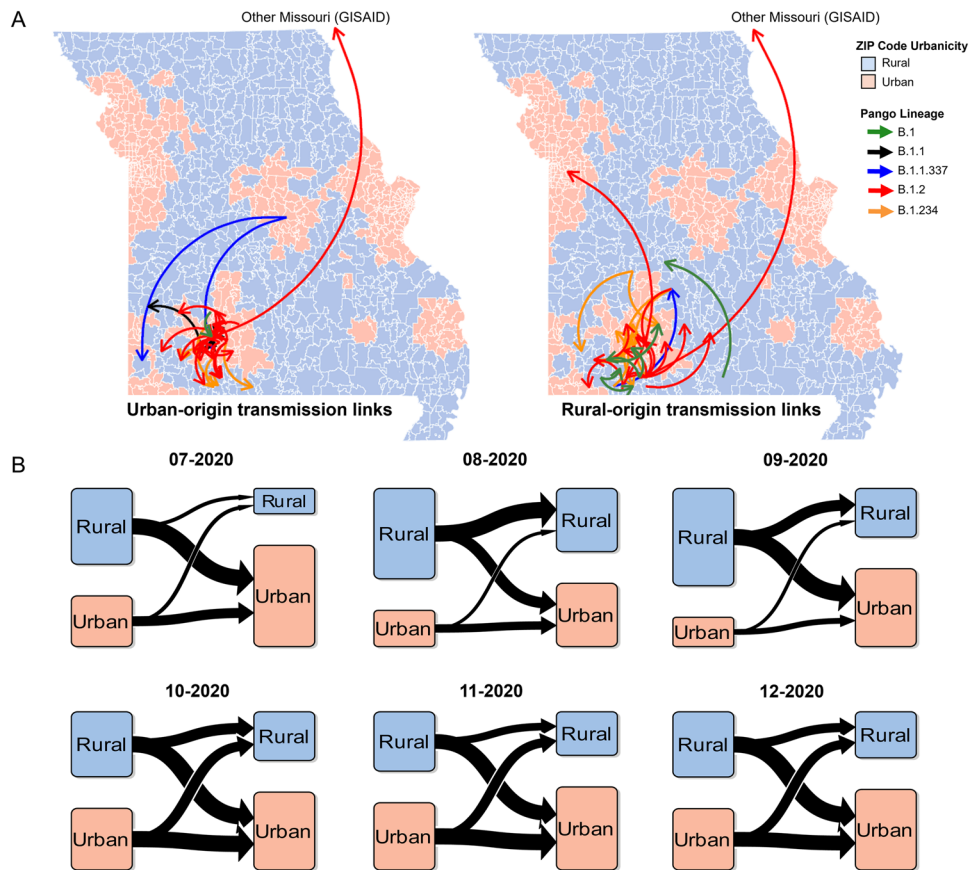 A
Other Missouri (GISAID)
Other Missouri (GISAID)
ZIP Code Urbanicity
Rural
Urban
Pango Lineage
B.1
B.1.1
B.1.1.337
B.1.2
B.1.234
Urban-origin transmission links
Rural-origin transmission links
B
07-2020
08-2020
09-2020
Rural
Rural
Urban
Urban
Rural
Rural
Urban
Urban
Rural
Rural
Urban
Urban
10-2020
11-2020
12-2020
Rural
Rural
Urban
Urban
Rural
Rural
Urban
Urban
Rural
Rural
Urban
Urban